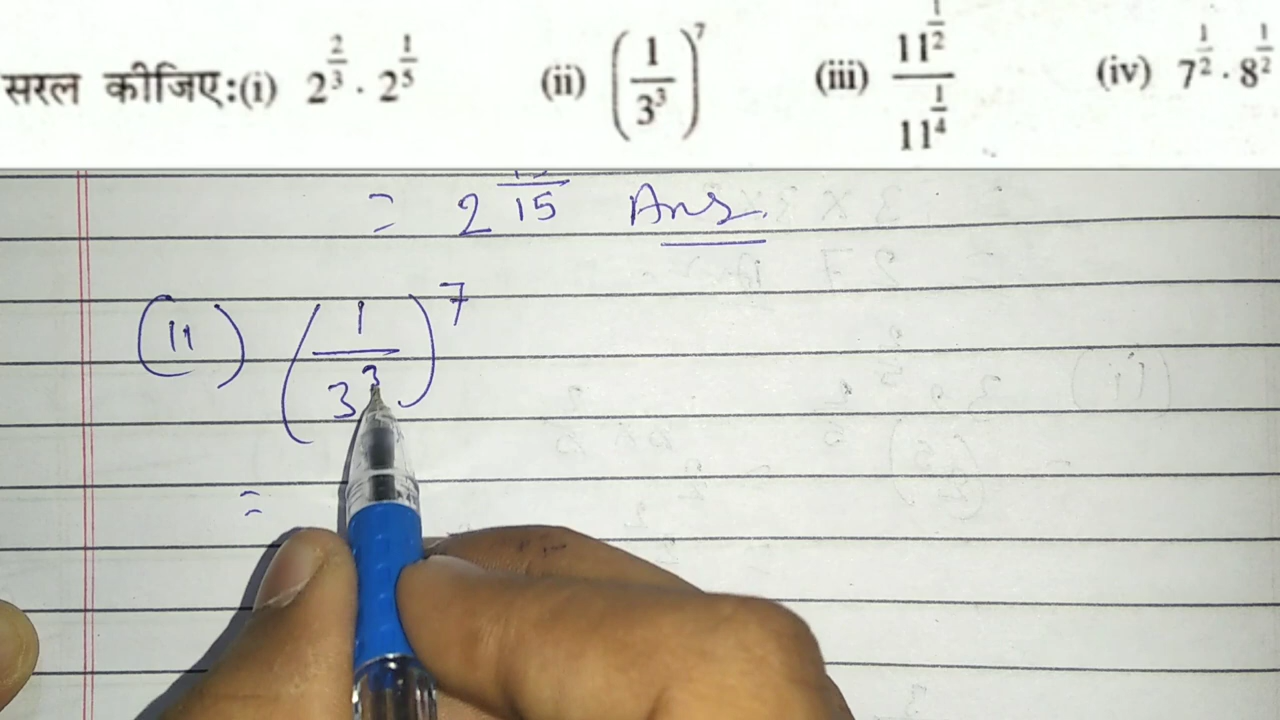 सरल कीजिए:(i) 2^{2/3} · 2^{1/5} (ii) (1/3^3)^7 (iii) 11^{1/2}/11^{1/4} (iv) 7^{1/2} · 8^{1/2}
= 2^{/15} Ans.
(ii) (1/3^3)^7
=